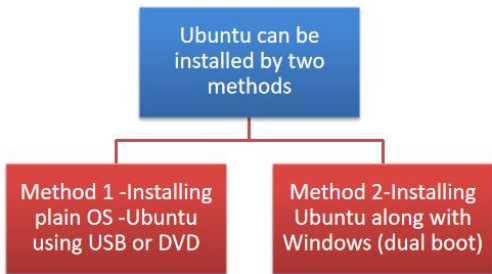 Ubuntu can be
installed by two
methods
Method 1 -Installing
plain OS -Ubuntu
using USB or DVD
Method 2-Installing
Ubuntu along with
Windows (dual boot)